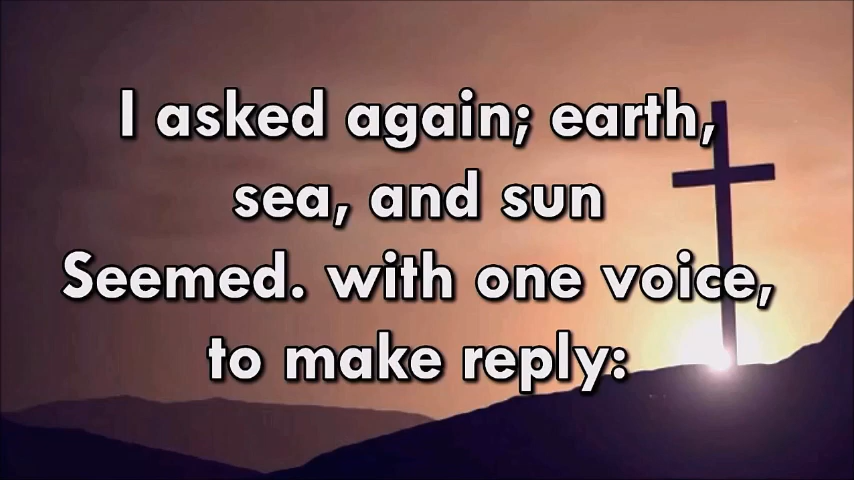 I asked again; earth,
sea, and sun
Seemed. with one voice,
to make reply: